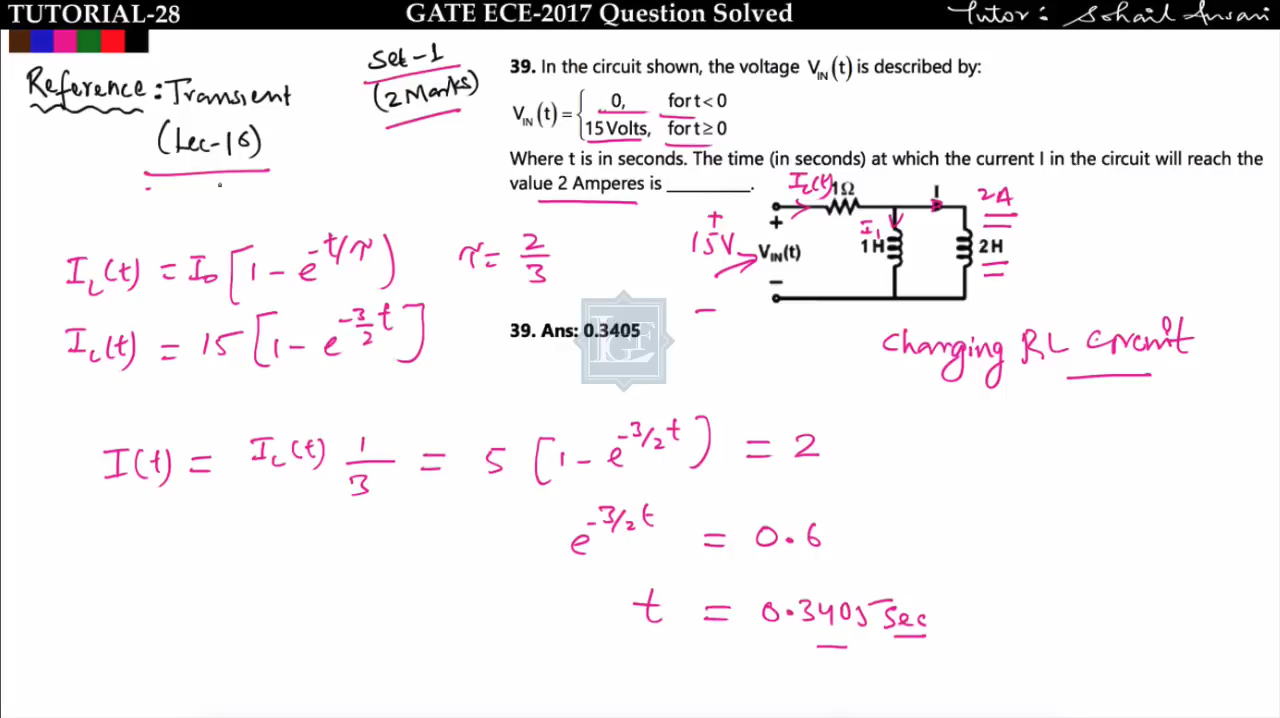 TUTORIAL-28
GATE ECE-2017 Question Solved
Tutor : Sohail Ansari
Reference : Transient
(Lec-16)
Set-1
(2 Marks)
39. In the circuit shown, the voltage V_IN(t) is described by:
V_IN(t) = { 0, for t < 0
15 Volts, for t ≥ 0
Where t is in seconds. The time (in seconds) at which the current I in the circuit will reach the
value 2 Amperes is ________.
I_L(t)
1Ω
I
2A
+
15V
−
+
V_IN(t)
−
I_1
1H
2H
I_L(t) = I_0 [1 − e^{−t/τ}] τ = 2/3
I_L(t) = 15 [1 − e^{−3/2 t}]
39. Ans: 0.3405
Charging RL circuit
I(t) = I_L(t) 1/3 = 5 [1 − e^{−3/2 t}] = 2
e^{−3/2 t} = 0.6
t = 0.3405 sec